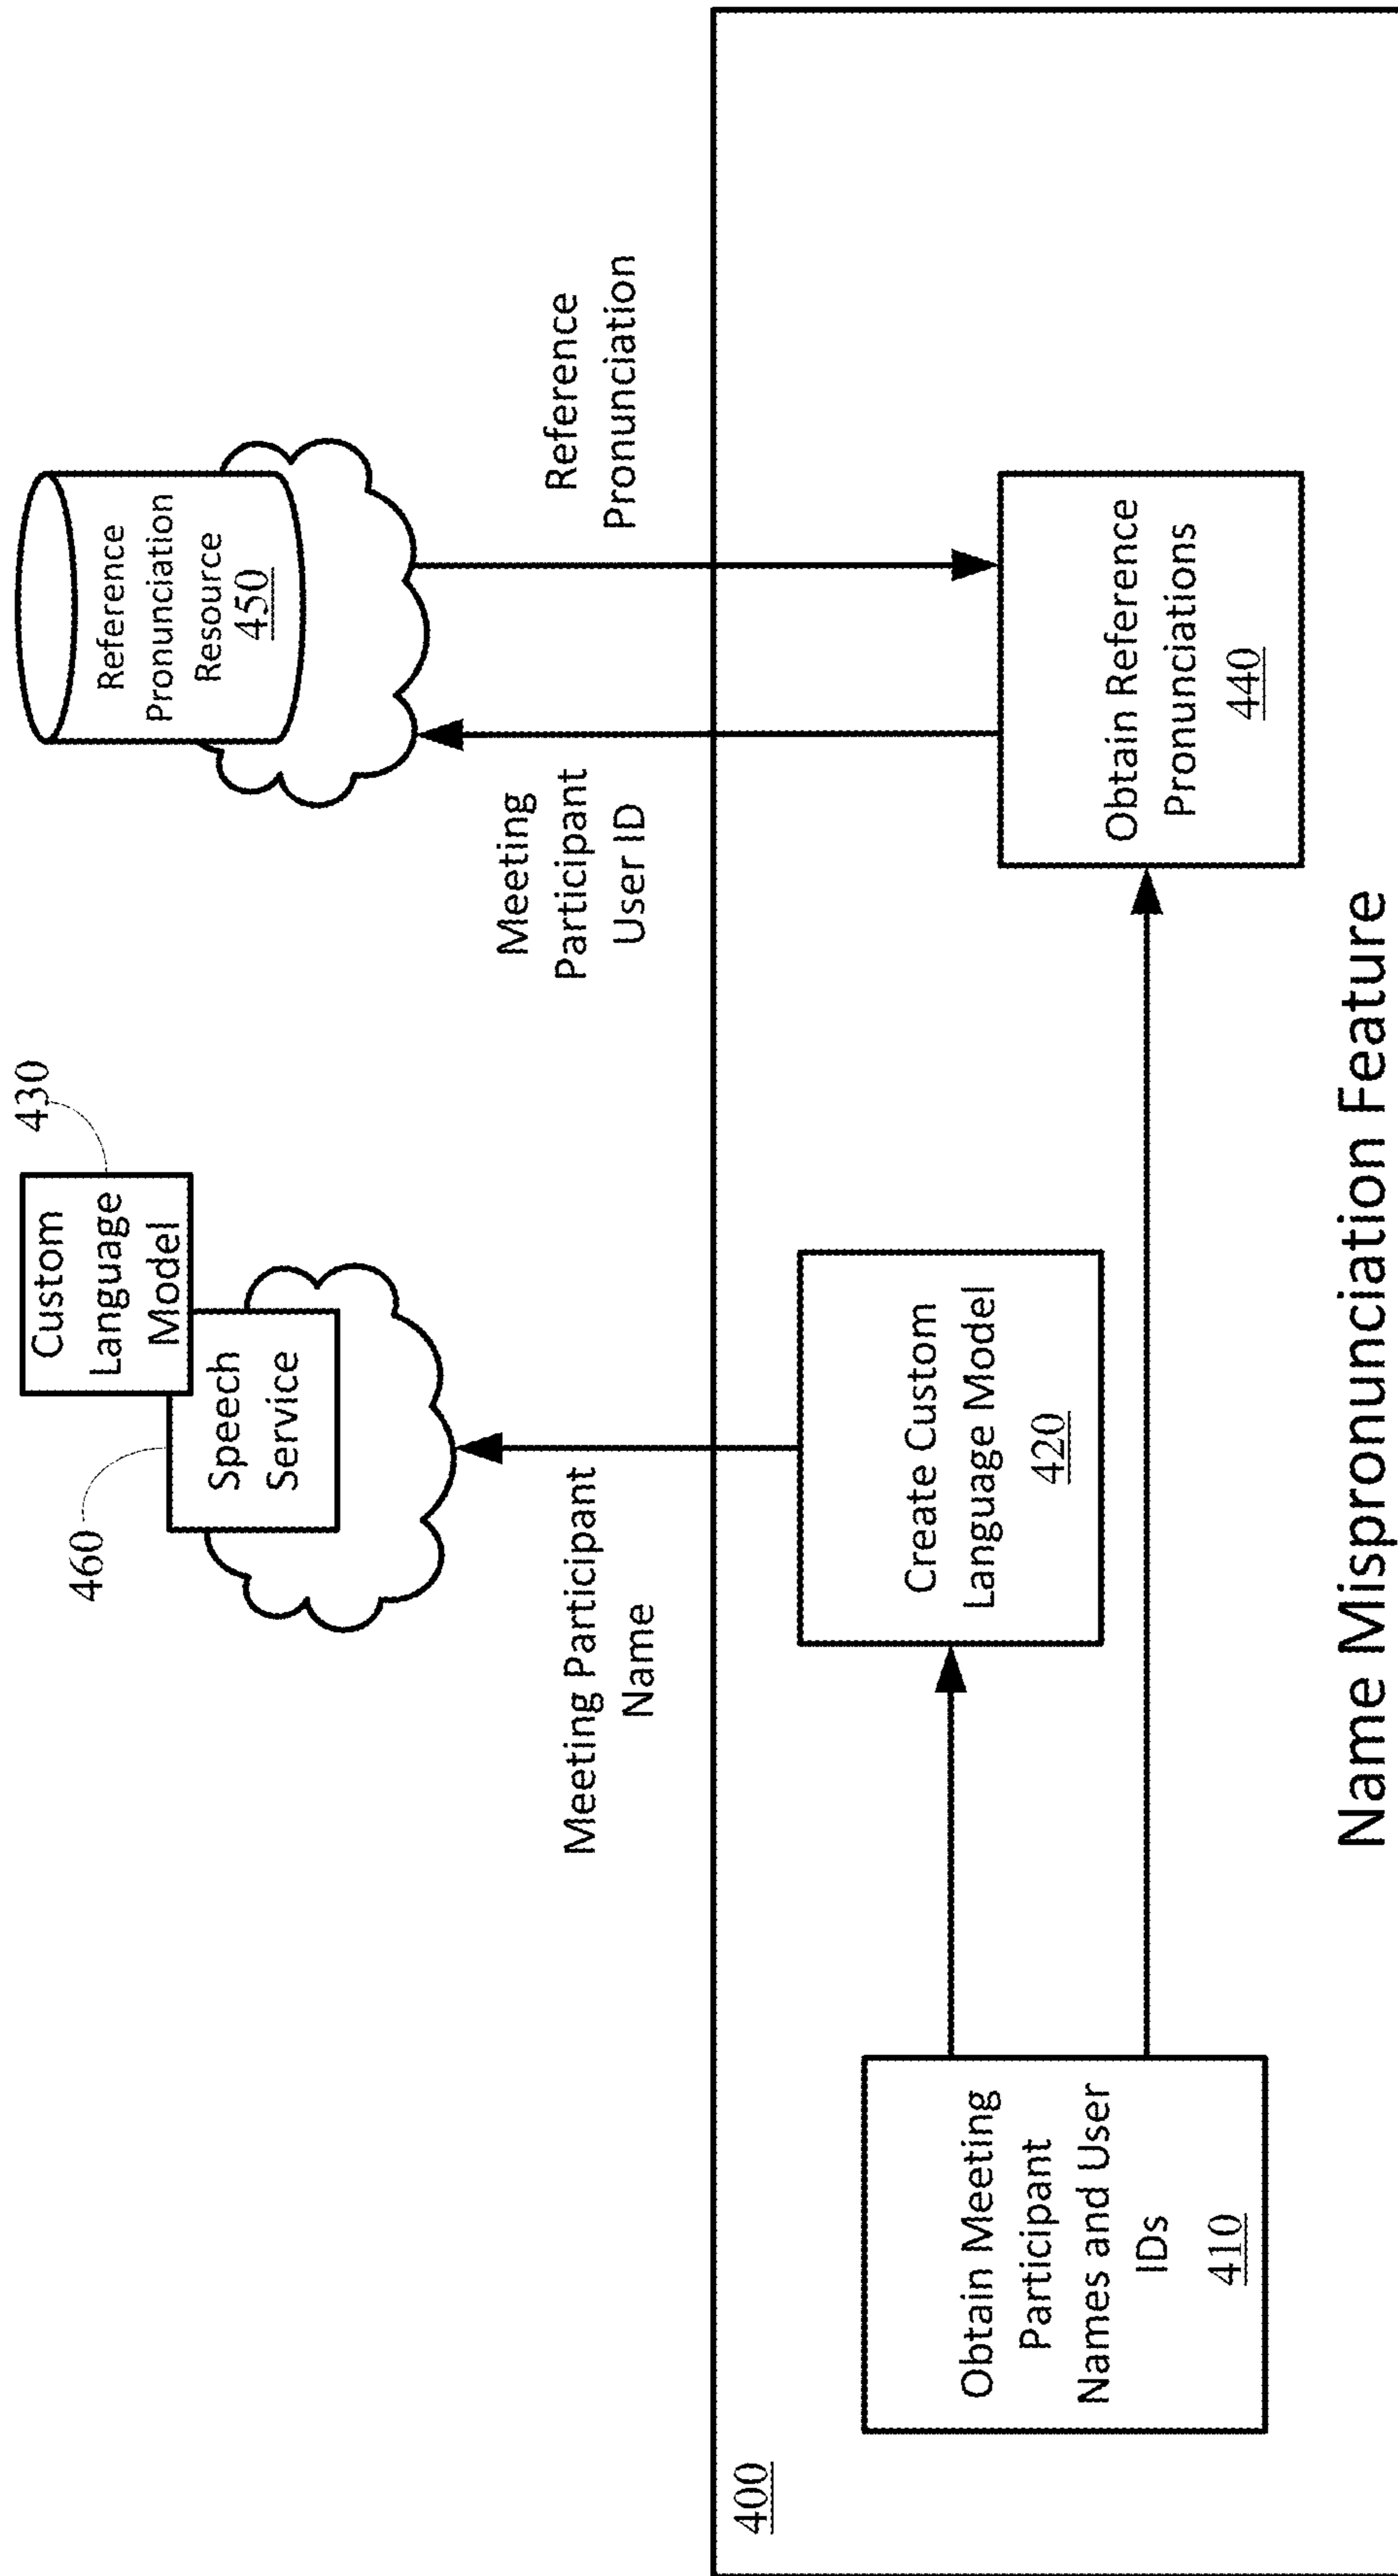 430
Custom
Language
Model
460
Speech
Service
Reference
Pronunciation
Resource
450
Meeting Participant
Name
Meeting
Participant
User ID
Reference
Pronunciation
400
Obtain Meeting
Participant
Names and User
IDs
410
Create Custom
Language Model
420
Obtain Reference
Pronunciations
440
Name Mispronunciation Feature